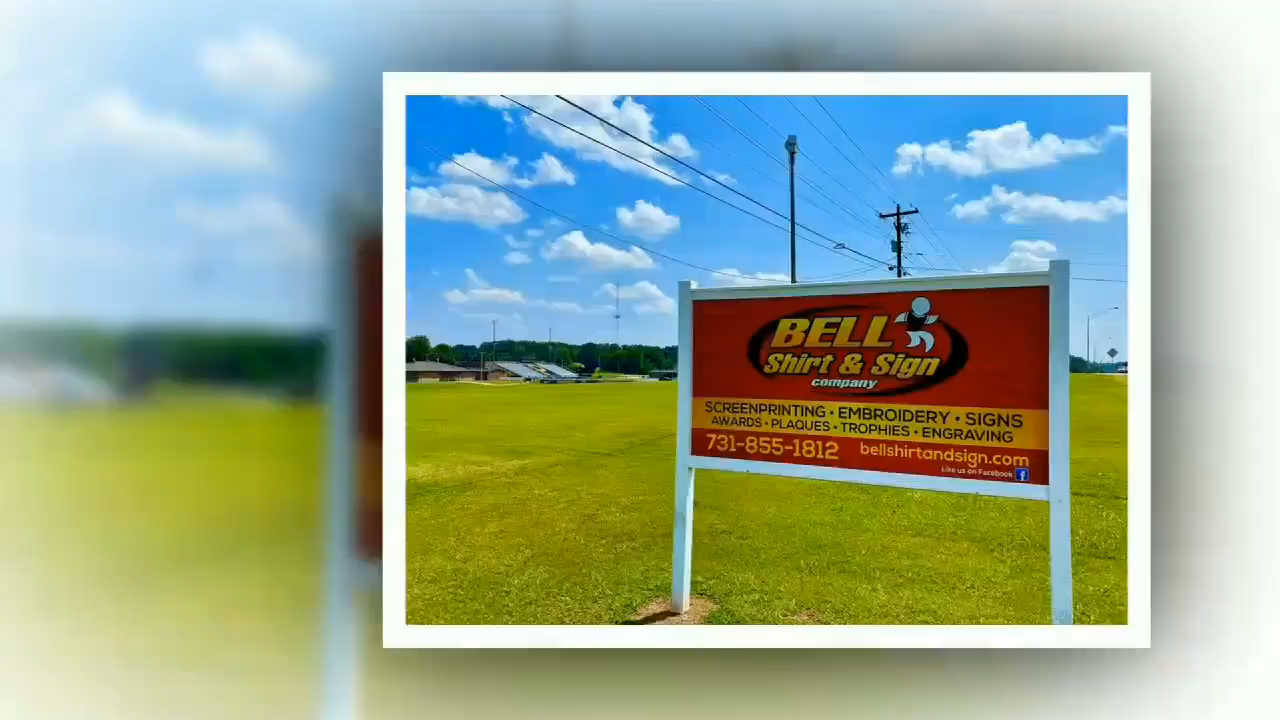 BELL
Shirt & Sign
company
SCREENPRINTING • EMBROIDERY • SIGNS
AWARDS • PLAQUES • TROPHIES • ENGRAVING
731-855-1812 bellshirtandsign.com
Like us on Facebook f